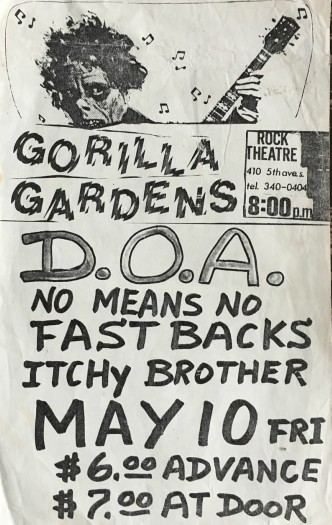 GORILLA
GARDENS
ROCK
THEATRE
410 5th ave s.
tel. 340-0404
8:00 p.m
D.O.A.
NO MEANS NO
FAST BACKS
ITCHY BROTHER
MAY 10 FRI
$6.00 ADVANCE
$7.00 AT DOOR